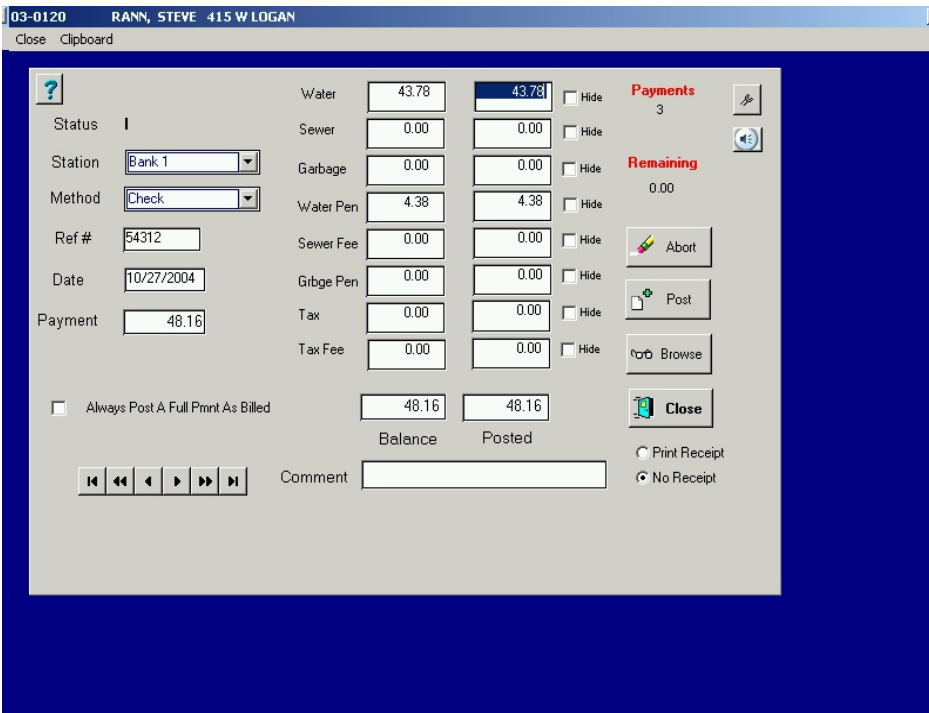 03-0120 RANN, STEVE 415 W LOGAN
Close Clipboard
?
Status I
Station Bank 1
Method Check
Ref # 54312
Date 10/27/2004
Payment 48.16
Water 43.78 43.78 Hide
Sewer 0.00 0.00 Hide
Garbage 0.00 0.00 Hide
Water Pen 4.38 4.38 Hide
Sewer Fee 0.00 0.00 Hide
Grbge Pen 0.00 0.00 Hide
Tax 0.00 0.00 Hide
Tax Fee 0.00 0.00 Hide
Payments
3
Remaining
0.00
Abort
Post
Browse
Close
Always Post A Full Pmnt As Billed
48.16 48.16
Balance Posted
Print Receipt
No Receipt
Comment